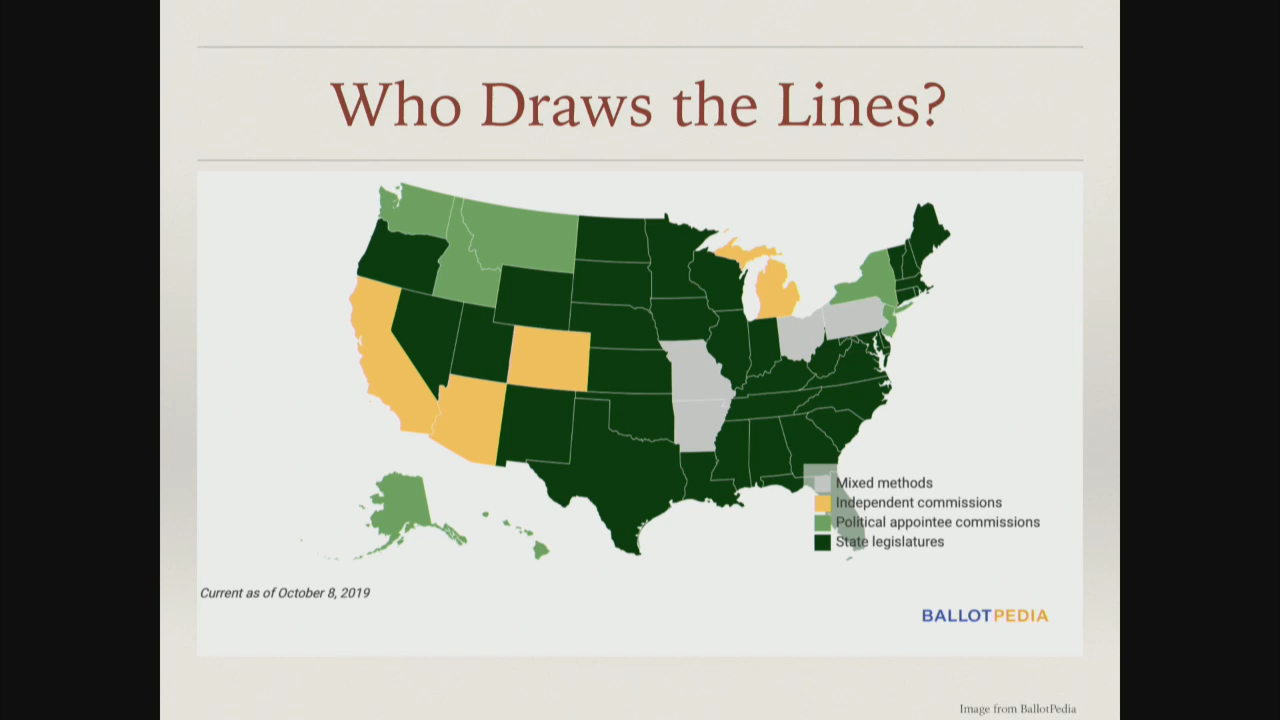 Who Draws the Lines?
Mixed methods
Independent commissions
Political appointee commissions
State legislatures
Current as of October 8, 2019
BALLOTPEDIA
Image from BallotPedia